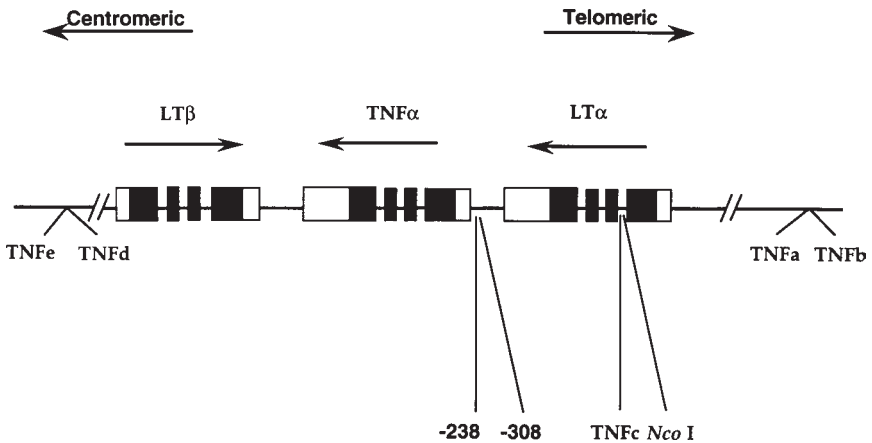 Centromeric Telomeric
LTβ TNFα LTα
TNFe TNFd TNFa TNFb
-238 -308 TNFc Nco I